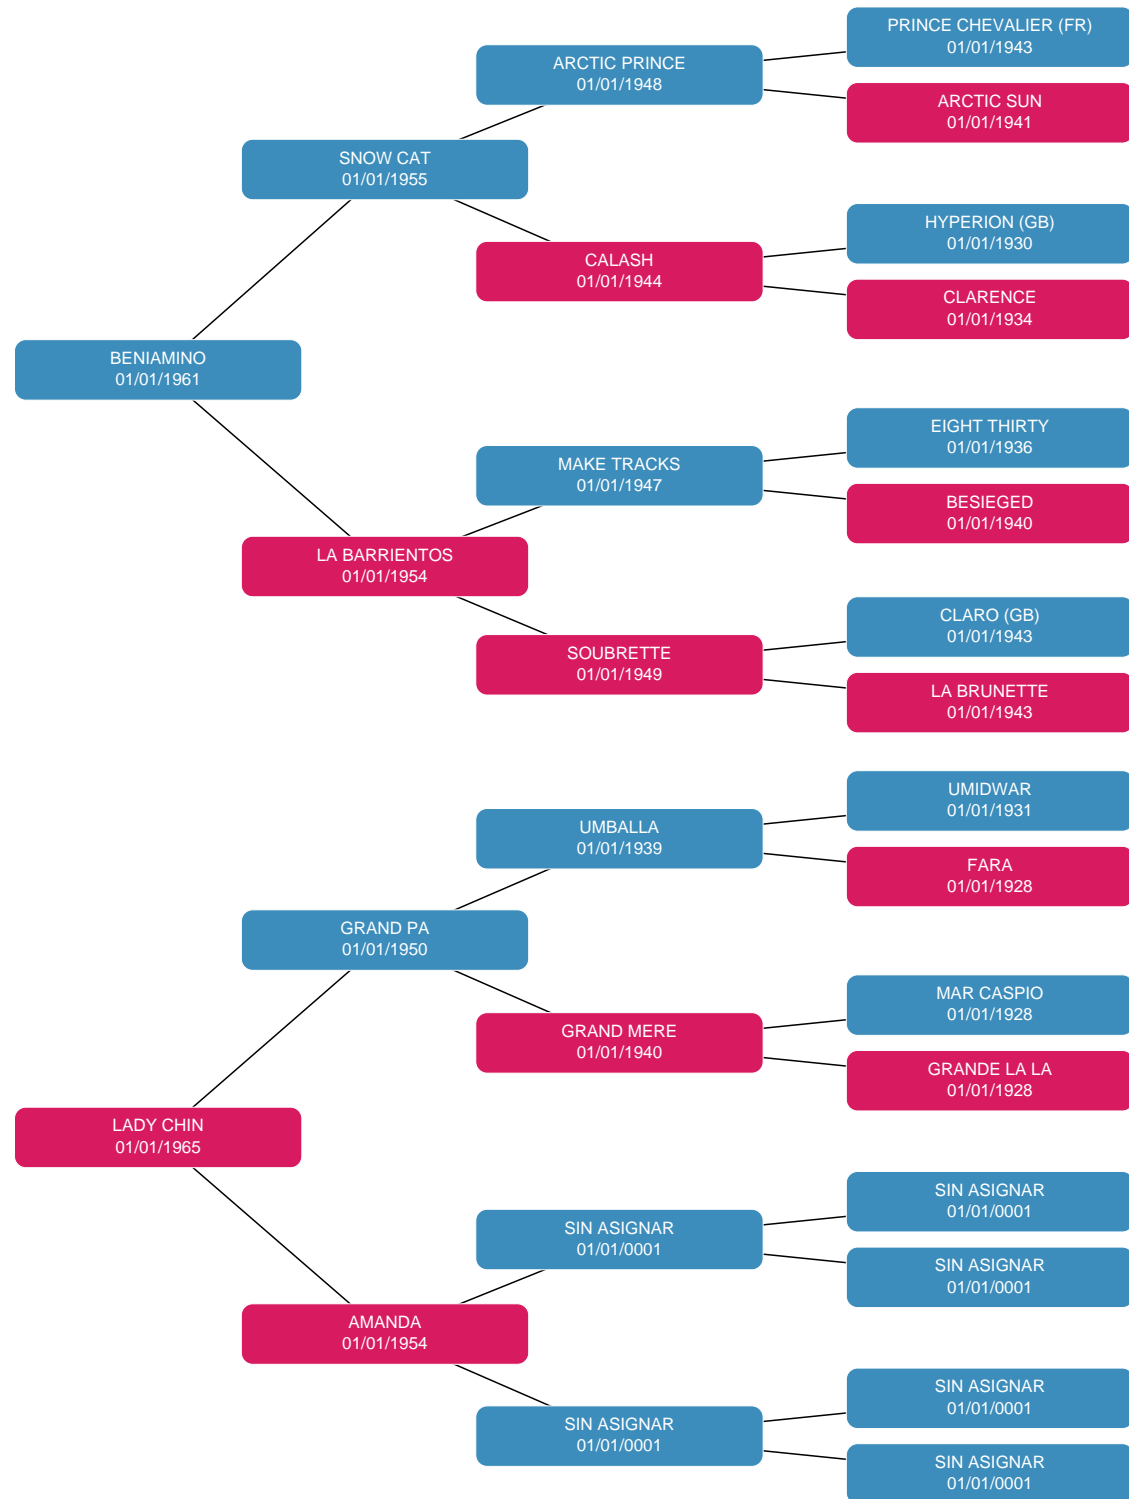 PRINCE CHEVALIER (FR)
01/01/1943
ARCTIC PRINCE
01/01/1948
ARCTIC SUN
01/01/1941
SNOW CAT
01/01/1955
HYPERION (GB)
01/01/1930
CALASH
01/01/1944
CLARENCE
01/01/1934
BENIAMINO
01/01/1961
EIGHT THIRTY
01/01/1936
MAKE TRACKS
01/01/1947
BESIEGED
01/01/1940
LA BARRIENTOS
01/01/1954
CLARO (GB)
01/01/1943
SOUBRETTE
01/01/1949
LA BRUNETTE
01/01/1943
UMIDWAR
01/01/1931
UMBALLA
01/01/1939
FARA
01/01/1928
GRAND PA
01/01/1950
MAR CASPIO
01/01/1928
GRAND MERE
01/01/1940
GRANDE LA LA
01/01/1928
LADY CHIN
01/01/1965
SIN ASIGNAR
01/01/0001
SIN ASIGNAR
01/01/0001
SIN ASIGNAR
01/01/0001
AMANDA
01/01/1954
SIN ASIGNAR
01/01/0001
SIN ASIGNAR
01/01/0001
SIN ASIGNAR
01/01/0001